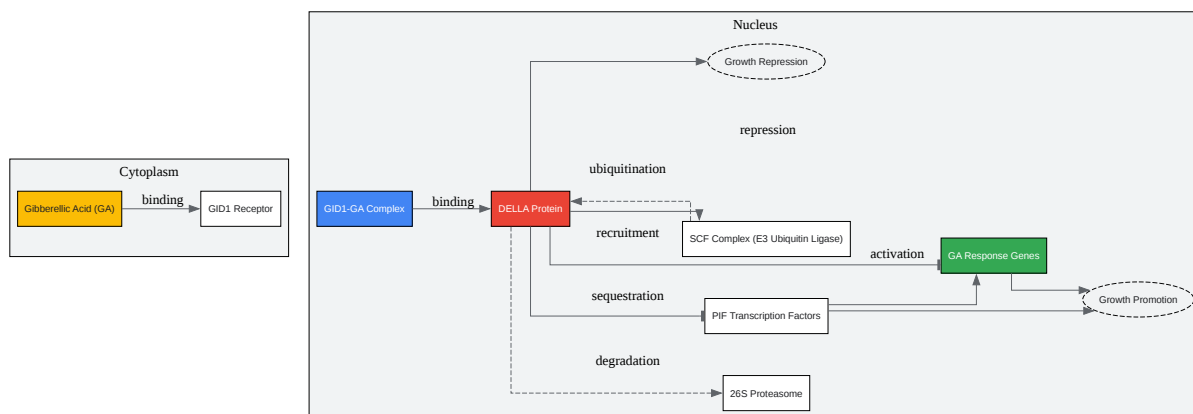 Nucleus
Growth Repression
repression
Cytoplasm
ubiquitination
Gibberellic Acid (GA)
binding
GID1 Receptor
GID1-GA Complex
binding
DELLA Protein
recruitment
SCF Complex (E3 Ubiquitin Ligase)
activation
GA Response Genes
sequestration
PIF Transcription Factors
Growth Promotion
degradation
26S Proteasome